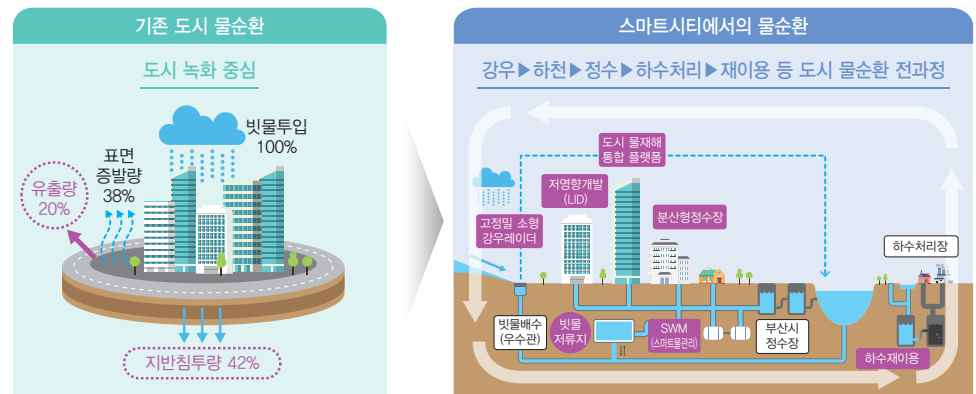 기존 도시 물순환
도시 녹화 중심
빗물투입
100%
표면
증발량
38%
유출량
20%
지반침투량 42%
스마트시티에서의 물순환
강우▶하천▶정수▶하수처리▶재이용 등 도시 물순환 전과정
도시 물재해
통합 플랫폼
저영향개발
(LID)
고정밀 소형
강우레이더
분산형정수장
하수처리장
빗물배수
(우수관)
빗물
저류지
SWM
(스마트물관리)
부산시
정수장
하수재이용